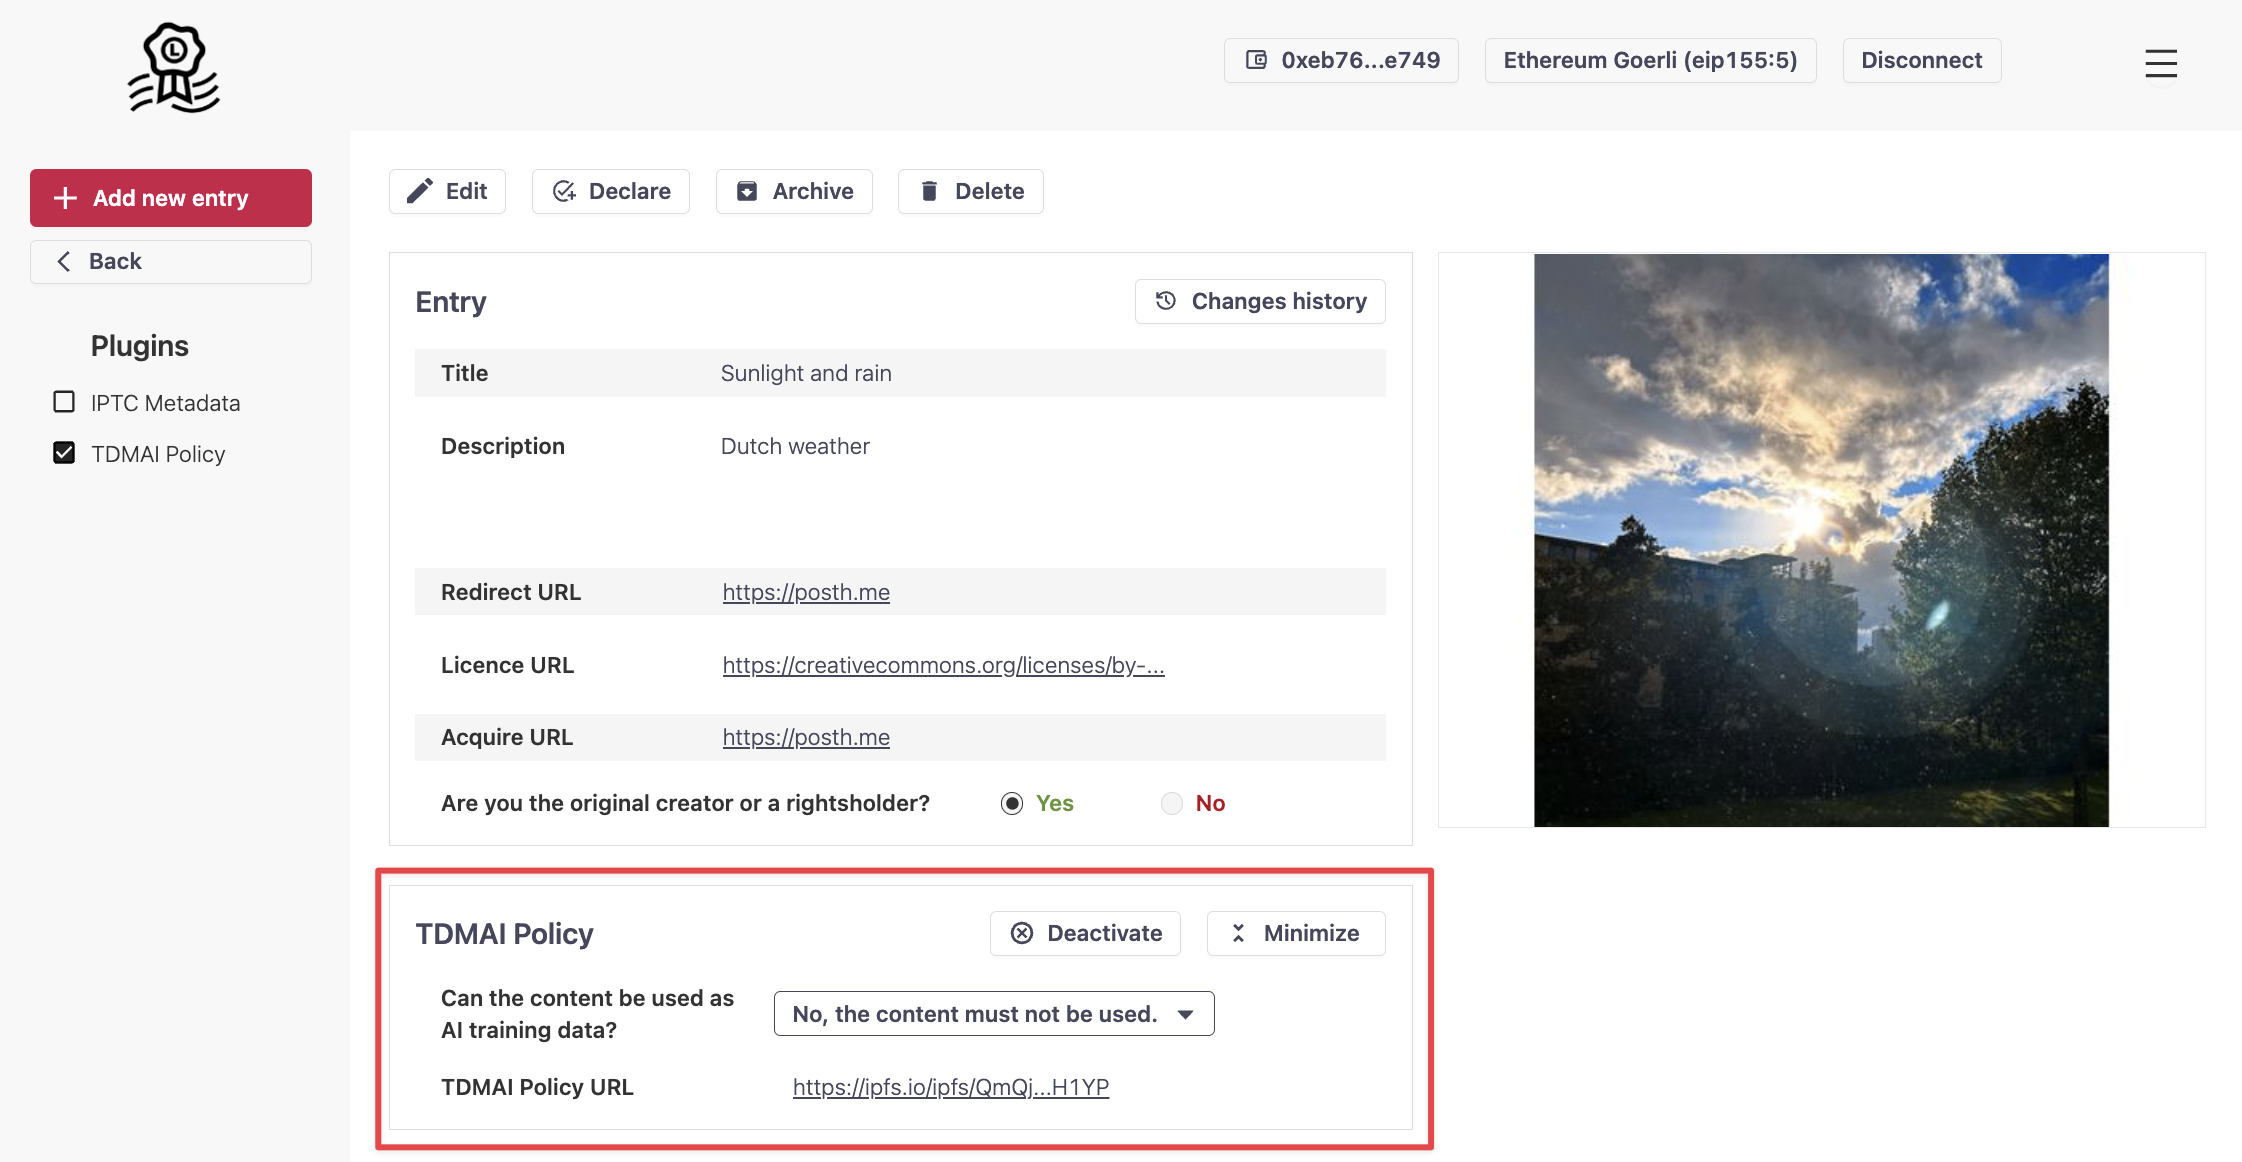 L
0xeb76...e749
Ethereum Goerli (eip155:5)
Disconnect
Add new entry
Back
Plugins
IPTC Metadata
TDMAI Policy
Edit
Declare
Archive
Delete
Entry
Changes history
Title
Sunlight and rain
Description
Dutch weather
Redirect URL
https://posth.me
Licence URL
https://creativecommons.org/licenses/by-...
Acquire URL
https://posth.me
Are you the original creator or a rightsholder?
Yes
No
TDMAI Policy
Deactivate
Minimize
Can the content be used as
AI training data?
No, the content must not be used.
TDMAI Policy URL
https://ipfs.io/ipfs/QmQj...H1YP